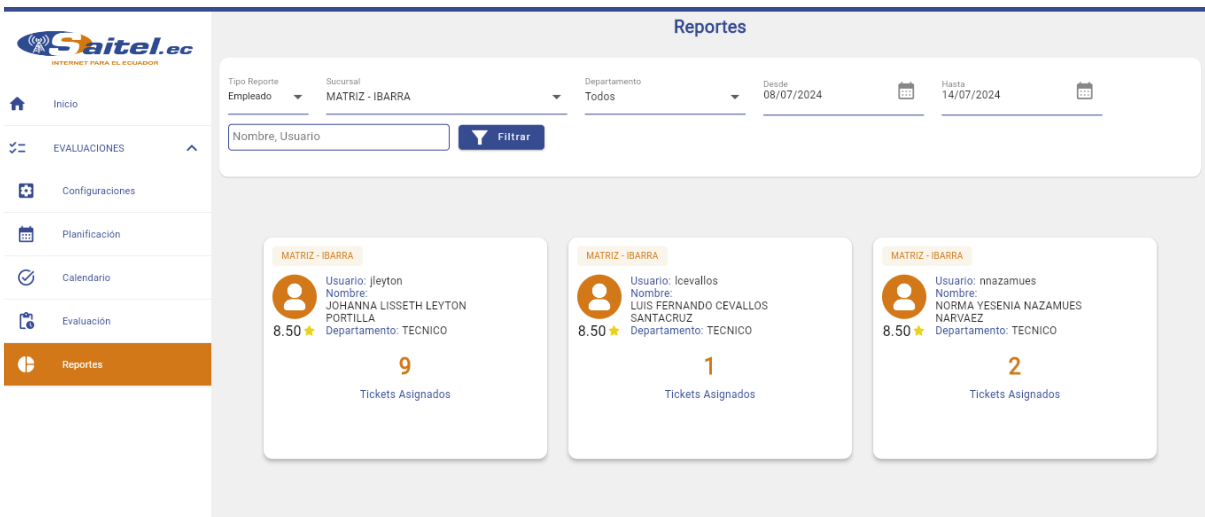 Reportes
Saitel.ec
INTERNET PARA EL ECUADOR
Inicio
EVALUACIONES
Configuraciones
Planificación
Calendario
Evaluación
Reportes
Tipo Reporte
Empleado
Sucursal
MATRIZ - IBARRA
Departamento
Todos
Desde
08/07/2024
Hasta
14/07/2024
Nombre, Usuario
Filtrar
MATRIZ - IBARRA
Usuario: jleyton
Nombre:
JOHANNA LISSETH LEYTON
PORTILLA
8.50 Departamento: TECNICO
9
Tickets Asignados
MATRIZ - IBARRA
Usuario: lcevallos
Nombre:
LUIS FERNANDO CEVALLOS
SANTACRUZ
8.50 Departamento: TECNICO
1
Tickets Asignados
MATRIZ - IBARRA
Usuario: nnazamues
Nombre:
NORMA YESENIA NAZAMUES
NARVAEZ
8.50 Departamento: TECNICO
2
Tickets Asignados